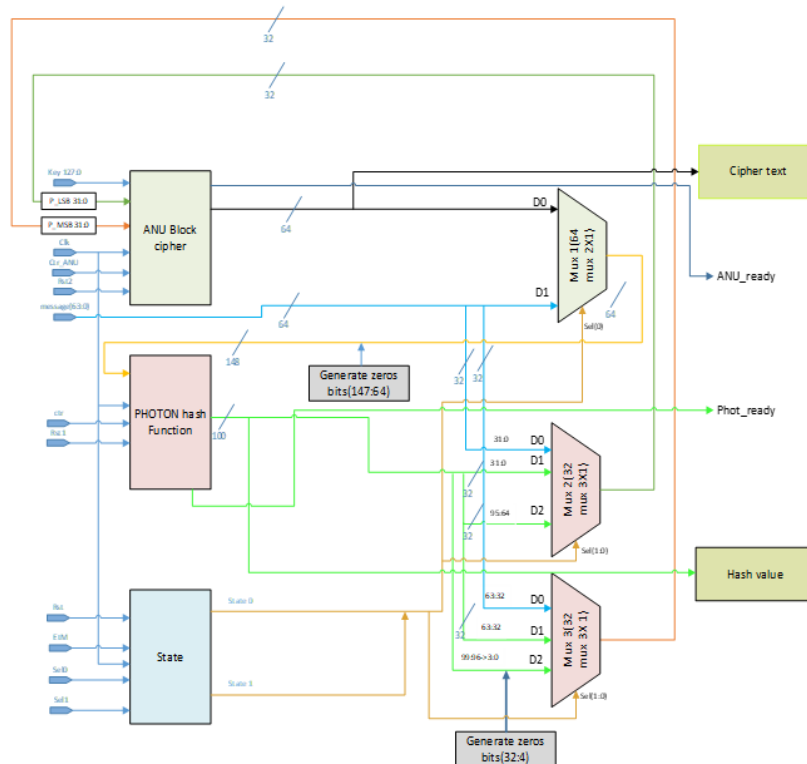 32
32
Key 127:0
P_LSB 31:0
P_MSB 31:0
Clk
Clr_ANU
Rst2
message(63:0)
ANU Block
cipher
64
64
D0
D1
Mux 1(64
mux 2X1)
Sel(0)
64
Cipher text
ANU_ready
148
Generate zeros
bits(147:64)
32
32
PHOTON hash
Function
clr
Rst1
100
Phot_ready
31:0
D0
31:0
D1
32
95:64
D2
32
Mux 2(32
mux 3X1)
Sel(1:0)
Hash value
Rst
EtM
Sel0
Sel1
State
State 0
State 1
63:32
D0
32
63:32
D1
99:96->3:0
D2
Mux 3(32
mux 3X 1)
Sel(1:0)
Generate zeros
bits(32:4)